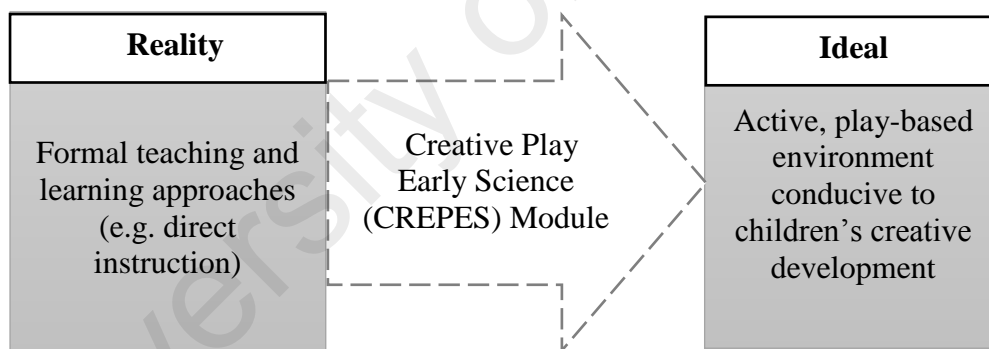 Reality
Formal teaching and
learning approaches
(e.g. direct
instruction)
Creative Play
Early Science
(CREPES) Module
Ideal
Active, play-based
environment
conducive to
children's creative
development